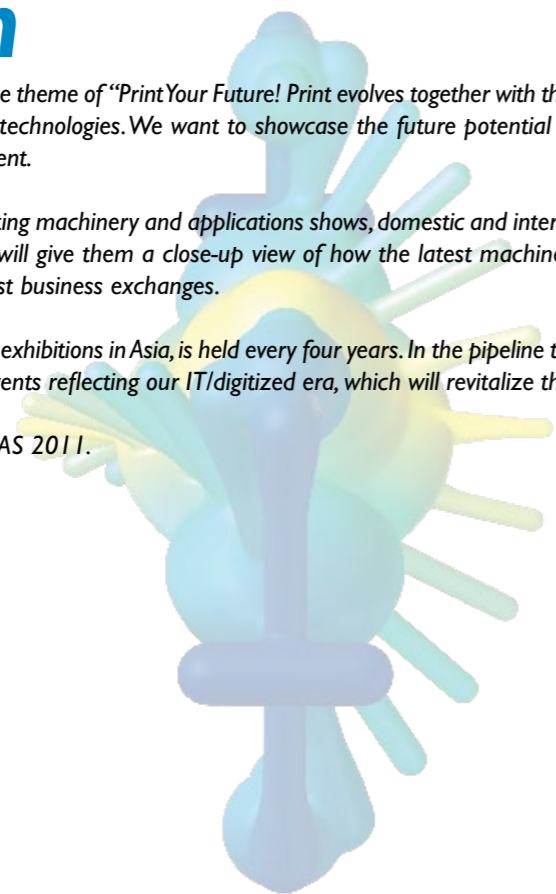 n
e theme of “Print Your Future! Print evolves together with th
technologies. We want to showcase the future potential
ent.
ting machinery and applications shows, domestic and inter
will give them a close-up view of how the latest machine
st business exchanges.
exhibitions in Asia, is held every four years. In the pipeline t
vents reflecting our IT/digitized era, which will revitalize th
AS 2011.